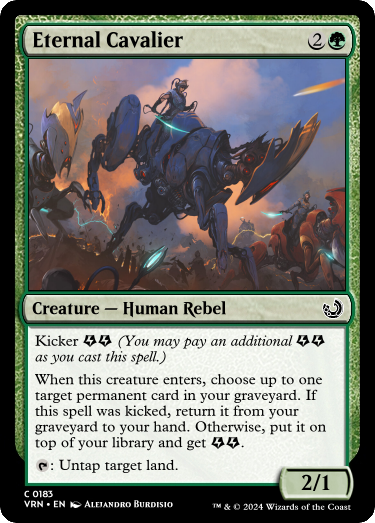 Eternal Cavalier 2
Creature — Human Rebel
Kicker (You may pay an additional
as you cast this spell.)
When this creature enters, choose up to one
target permanent card in your graveyard. If
this spell was kicked, return it from your
graveyard to your hand. Otherwise, put it on
top of your library and get .
: Untap target land.
2/1
C 0183
VRN • EN Alejandro Burdisio
™ & © 2024 Wizards of the Coast